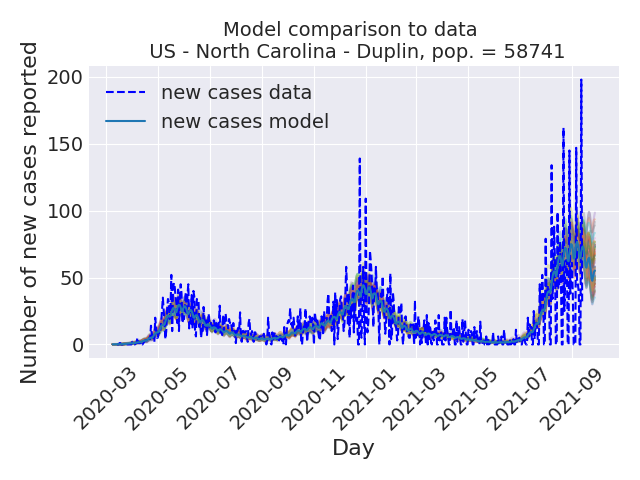 Model comparison to data
US - North Carolina - Duplin, pop. = 58741
Number of new cases reported
200
150
100
50
0
new cases data
new cases model
2020-03
2020-05
2020-07
2020-09
2020-11
2021-01
2021-03
2021-05
2021-07
2021-09
Day